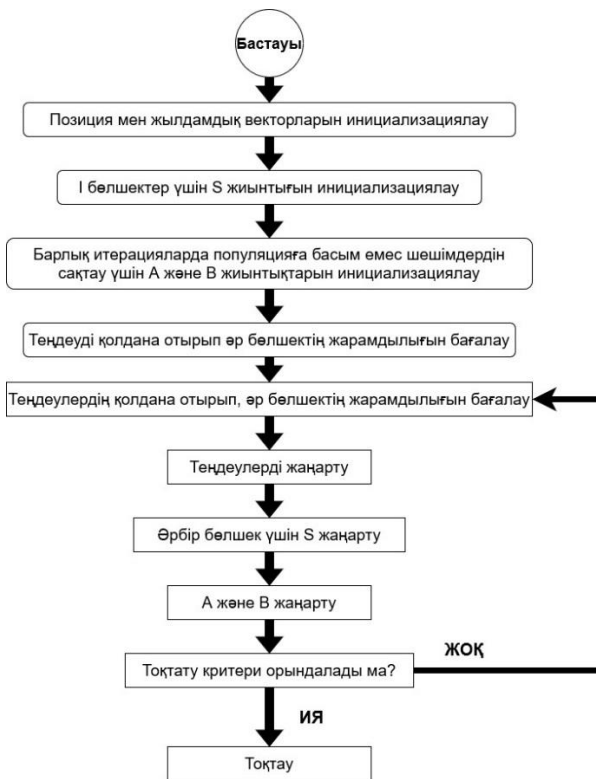 Бастауы
Позиция мен жылдамдық векторларын инициализациялау
І бөлшектер үшін S жиынтығын инициализациялау
Барлық итерацияларда популяцияға басым емес шешімдердін
сақтау үшін А және В жиынтықтарын инициализациялау
Теңдеуді қолдана отырып әр бөлшектің жарамдылығын бағалау
Теңдеулердің қолдана отырып, әр бөлшектің жарамдылығын бағалау
Теңдеулерді жаңарту
Әрбір бөлшек үшін S жаңарту
А және В жаңарту
Тоқтату критери орындалады ма?
ЖОҚ
ИЯ
Тоқтау